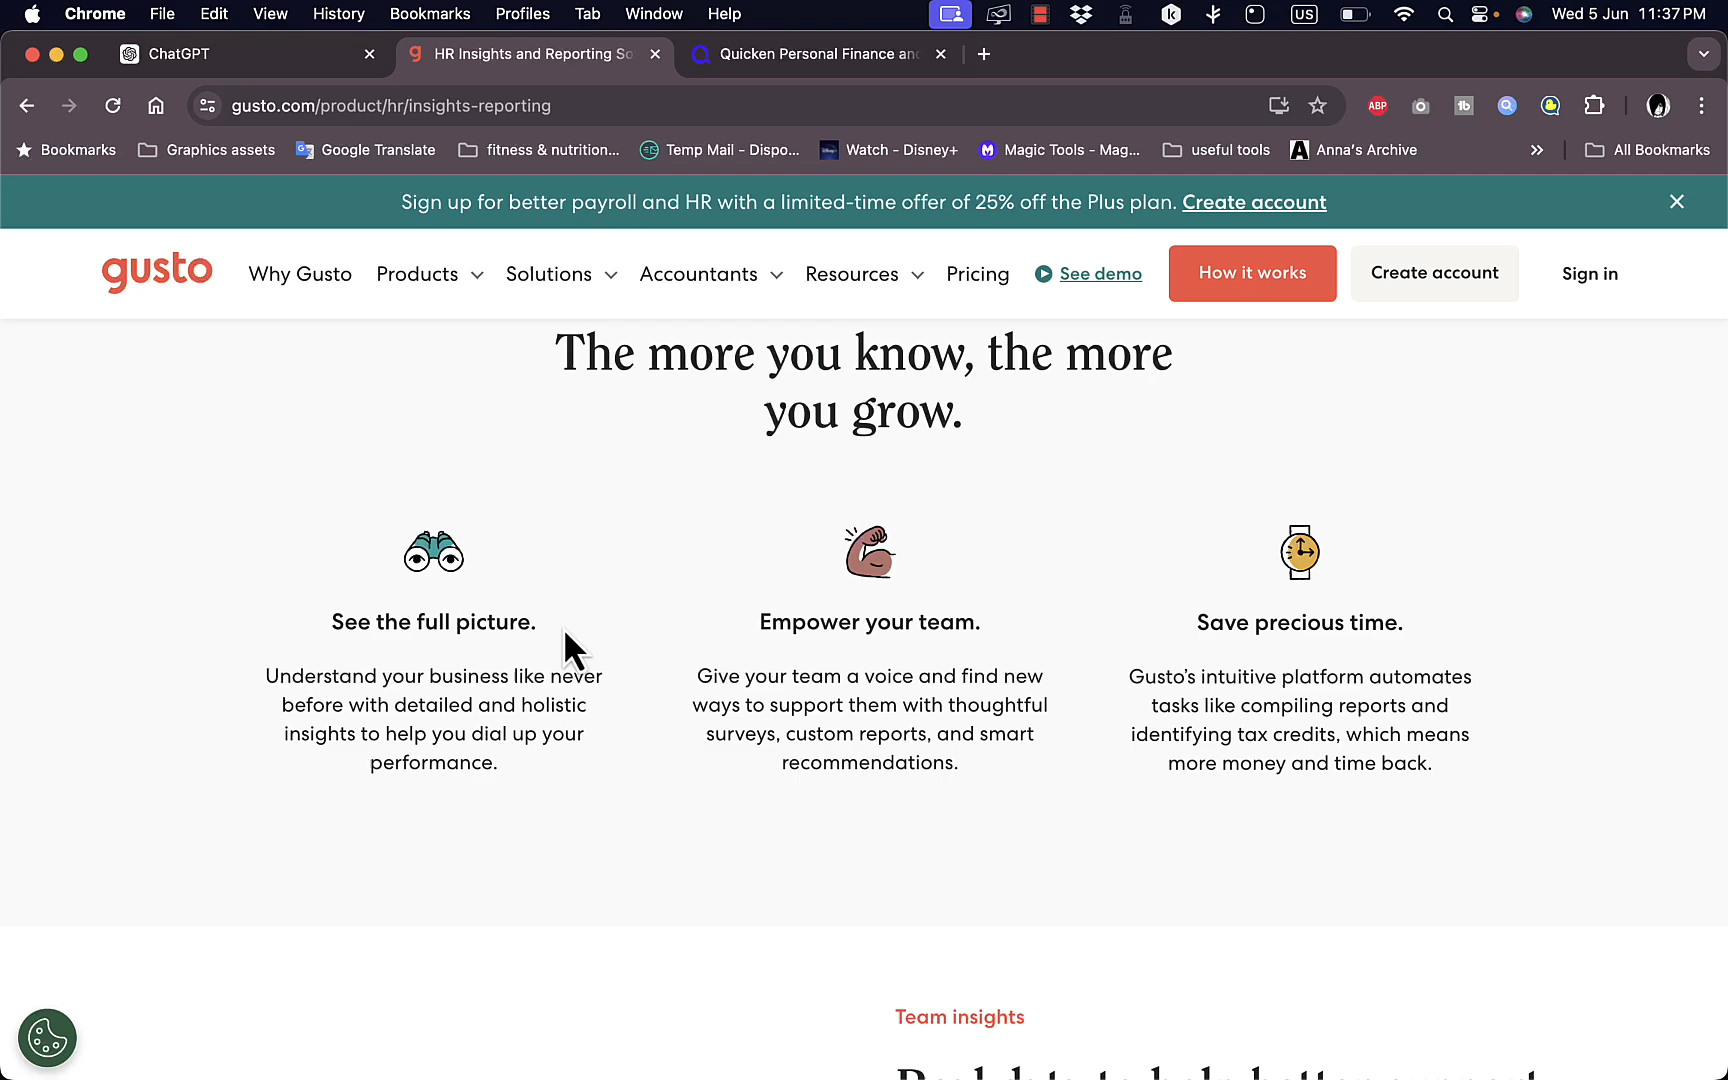 Chrome File Edit View History Bookmarks Profiles Tab Window Help US Wed 5 Jun 11:37 PM
ChatGPT HR Insights and Reporting So Quicken Personal Finance an
gusto.com/product/hr/insights-reporting ABP tb
Bookmarks Graphics assets Google Translate fitness & nutrition... Temp Mail - Dispo... Watch - Disney+ Magic Tools - Mag... useful tools Anna's Archive All Bookmarks
Sign up for better payroll and HR with a limited-time offer of 25% off the Plus plan. Create account
gusto Why Gusto Products Solutions Accountants Resources Pricing See demo How it works Create account Sign in
The more you know, the more
you grow.
See the full picture.
Understand your business like never
before with detailed and holistic
insights to help you dial up your
performance.
Empower your team.
Give your team a voice and find new
ways to support them with thoughtful
surveys, custom reports, and smart
recommendations.
Save precious time.
Gusto's intuitive platform automates
tasks like compiling reports and
identifying tax credits, which means
more money and time back.
Team insights